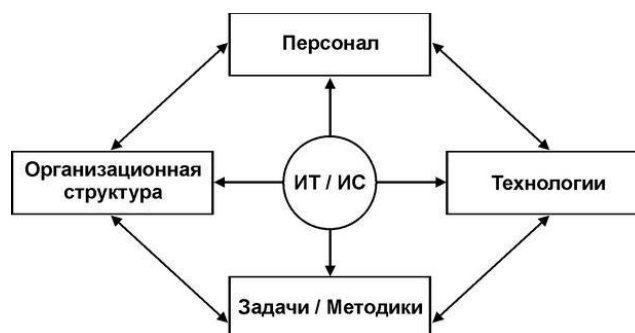 Персонал
Организационная
структура
ИТ / ИС
Технологии
Задачи / Методики